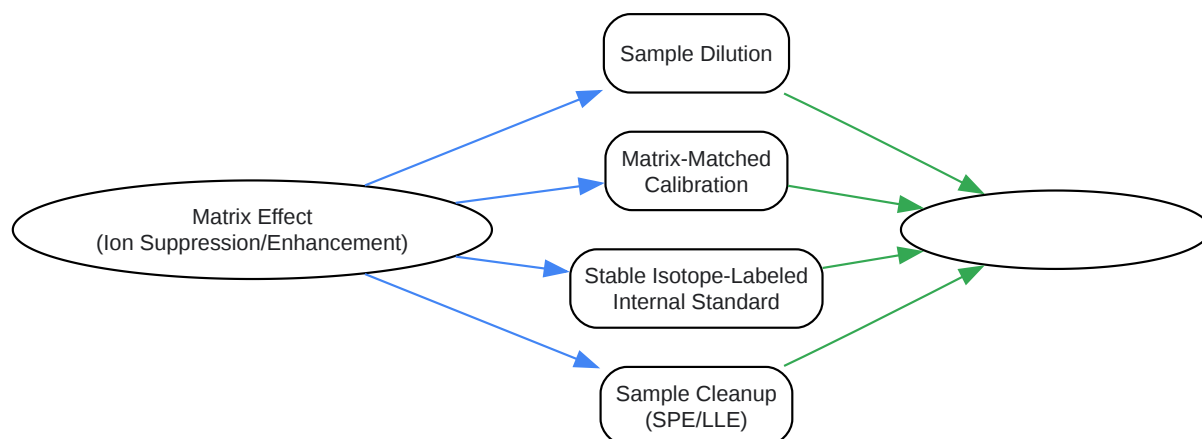 Sample Dilution
Matrix-Matched
Calibration
Matrix Effect
(Ion Suppression/Enhancement)
Stable Isotope-Labeled
Internal Standard
Sample Cleanup
(SPE/LLE)